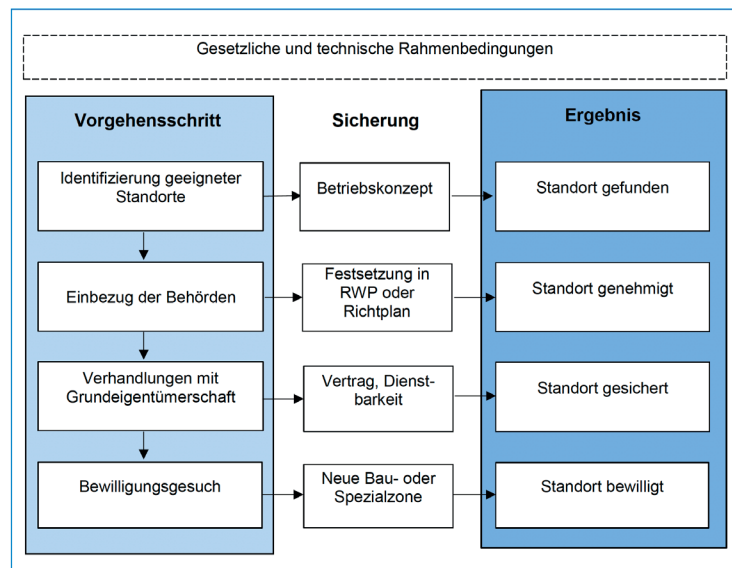 Gesetzliche und technische Rahmenbedingungen
Vorgehensschritt
Sicherung
Ergebnis
Identifizierung geeigneter
Standorte
Betriebskonzept
Standort gefunden
Einbezug der Behörden
Festsetzung in
RWP oder
Richtplan
Standort genehmigt
Verhandlungen mit
Grundeigentümerschaft
Vertrag, Dienst-
barkeit
Standort gesichert
Bewilligungsgesuch
Neue Bau- oder
Spezialzone
Standort bewilligt